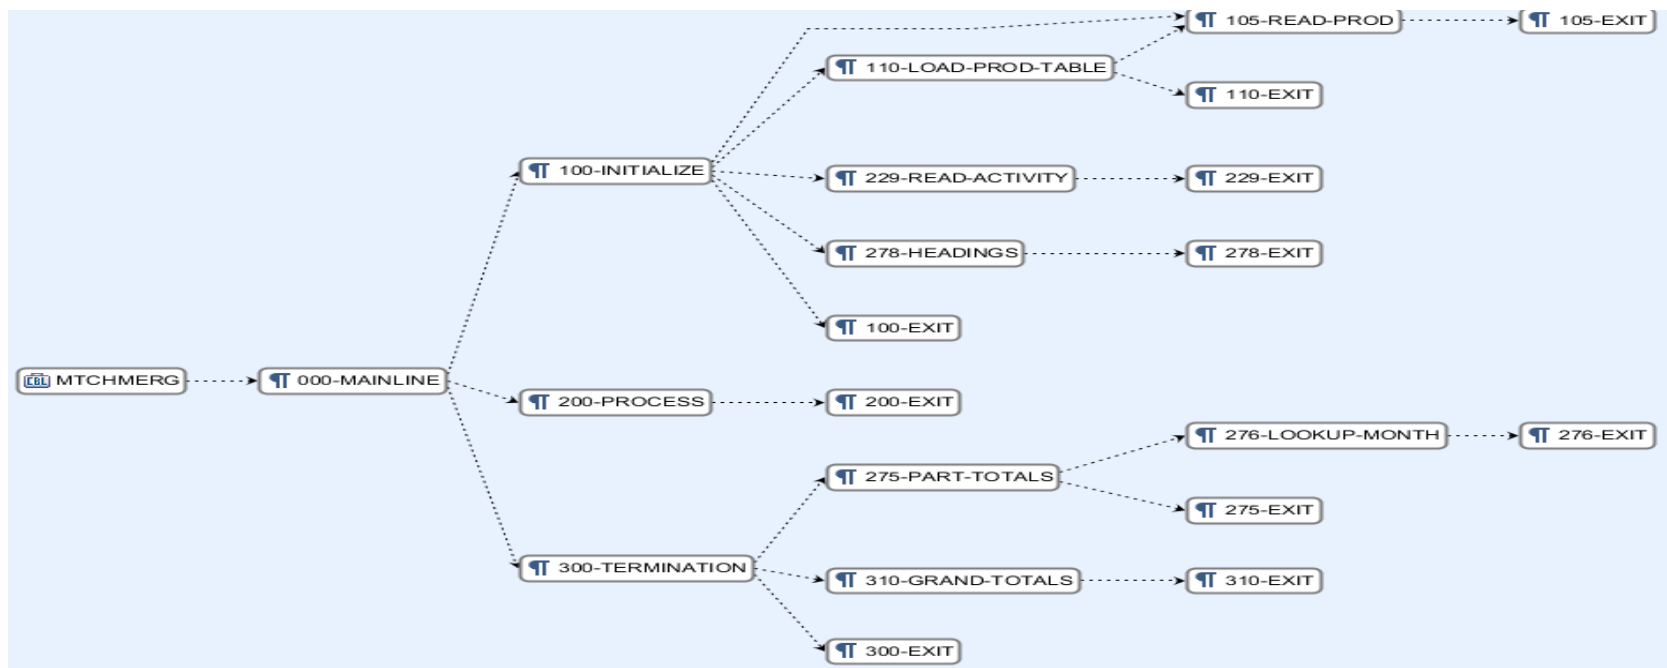 105-READ-PROD
105-EXIT
110-LOAD-PROD-TABLE
110-EXIT
100-INITIALIZE
229-READ-ACTIVITY
229-EXIT
278-HEADINGS
278-EXIT
100-EXIT
CBL MTCHMERG
000-MAINLINE
200-PROCESS
200-EXIT
276-LOOKUP-MONTH
276-EXIT
275-PART-TOTALS
275-EXIT
300-TERMINATION
310-GRAND-TOTALS
310-EXIT
300-EXIT